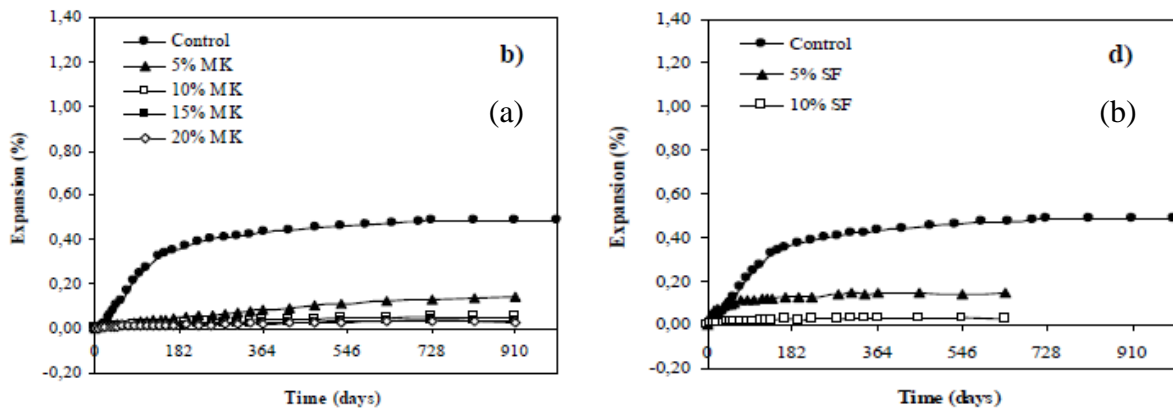 1,40
1,20
1,00
0,80
0,60
0,40
0,20
0,00
-0,20
Expansion (%)
Control
5% MK
10% MK
15% MK
20% MK
b)
(a)
0 182 364 546 728 910
Time (days)
1,40
1,20
1,00
0,80
0,60
0,40
0,20
0,00
-0,20
Expansion (%)
Control
5% SF
10% SF
d)
(b)
0 182 364 546 728 910
Time (days)